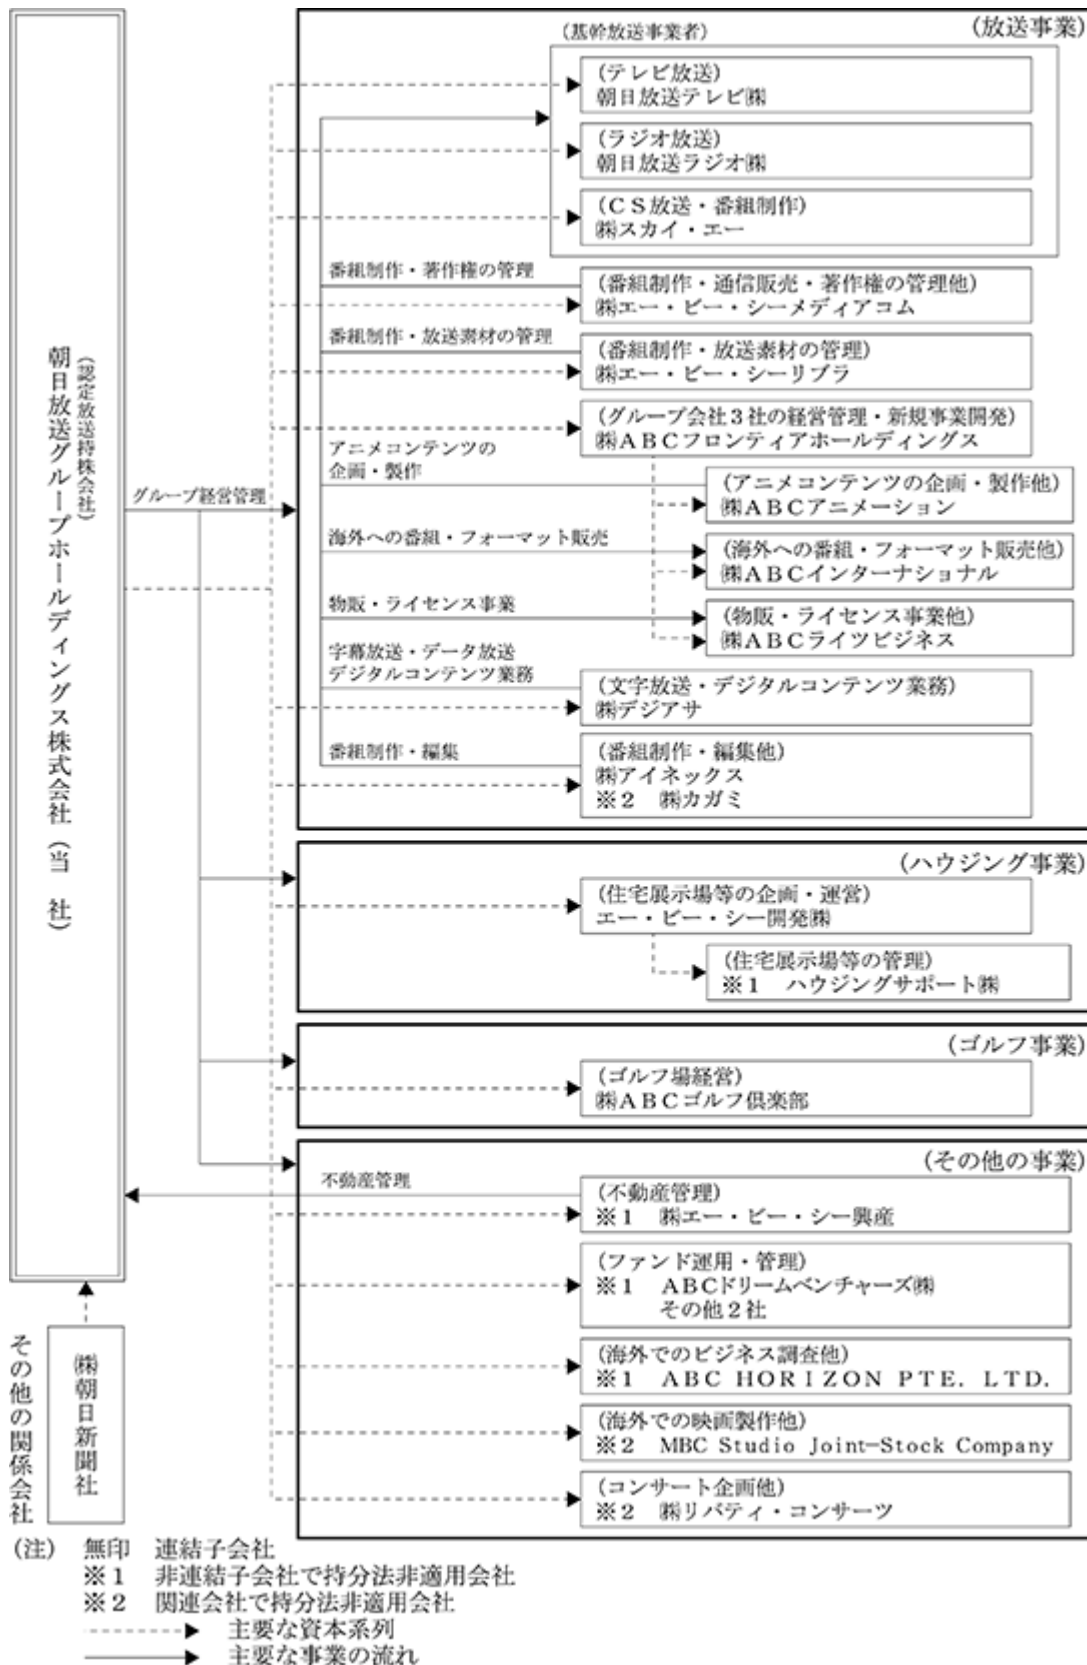 (認定放送持株会社)
朝日放送グループホールディングス株式会社(当 社)
グループ経営管理
(放送事業)
(基幹放送事業者)
(テレビ放送)
朝日放送テレビ㈱
(ラジオ放送)
朝日放送ラジオ㈱
(CS放送・番組制作)
㈱スカイ・エー
番組制作・著作権の管理
(番組制作・通信販売・著作権の管理他)
㈱エー・ビー・シーメディアコム
番組制作・放送素材の管理
(番組制作・放送素材の管理)
㈱エー・ビー・シーリブラ
(グループ会社3社の経営管理・新規事業開発)
㈱ABCフロンティアホールディングス
アニメコンテンツの
企画・製作
(アニメコンテンツの企画・製作他)
㈱ABCアニメーション
海外への番組・フォーマット販売
(海外への番組・フォーマット販売他)
㈱ABCインターナショナル
物販・ライセンス事業
(物販・ライセンス事業他)
㈱ABCライツビジネス
字幕放送・データ放送
デジタルコンテンツ業務
(文字放送・デジタルコンテンツ業務)
㈱デジアサ
番組制作・編集
(番組制作・編集他)
㈱アイネックス
※2 ㈱カガミ
(ハウジング事業)
(住宅展示場等の企画・運営)
エー・ビー・シー開発㈱
(住宅展示場等の管理)
※1 ハウジングサポート㈱
(ゴルフ事業)
(ゴルフ場経営)
㈱ABCゴルフ倶楽部
(その他の事業)
不動産管理
(不動産管理)
※1 ㈱エー・ビー・シー興産
(ファンド運用・管理)
※1 ABCドリームベンチャーズ㈱
その他2社
(海外でのビジネス調査他)
※1 ABC HORIZON PTE. LTD.
(海外での映画製作他)
※2 MBC Studio Joint-Stock Company
(コンサート企画他)
※2 ㈱リバティ・コンサーツ
その他の関係会社
㈱朝日新聞社
(注) 無印 連結子会社
※1 非連結子会社で持分法非適用会社
※2 関連会社で持分法非適用会社
主要な資本系列
主要な事業の流れ